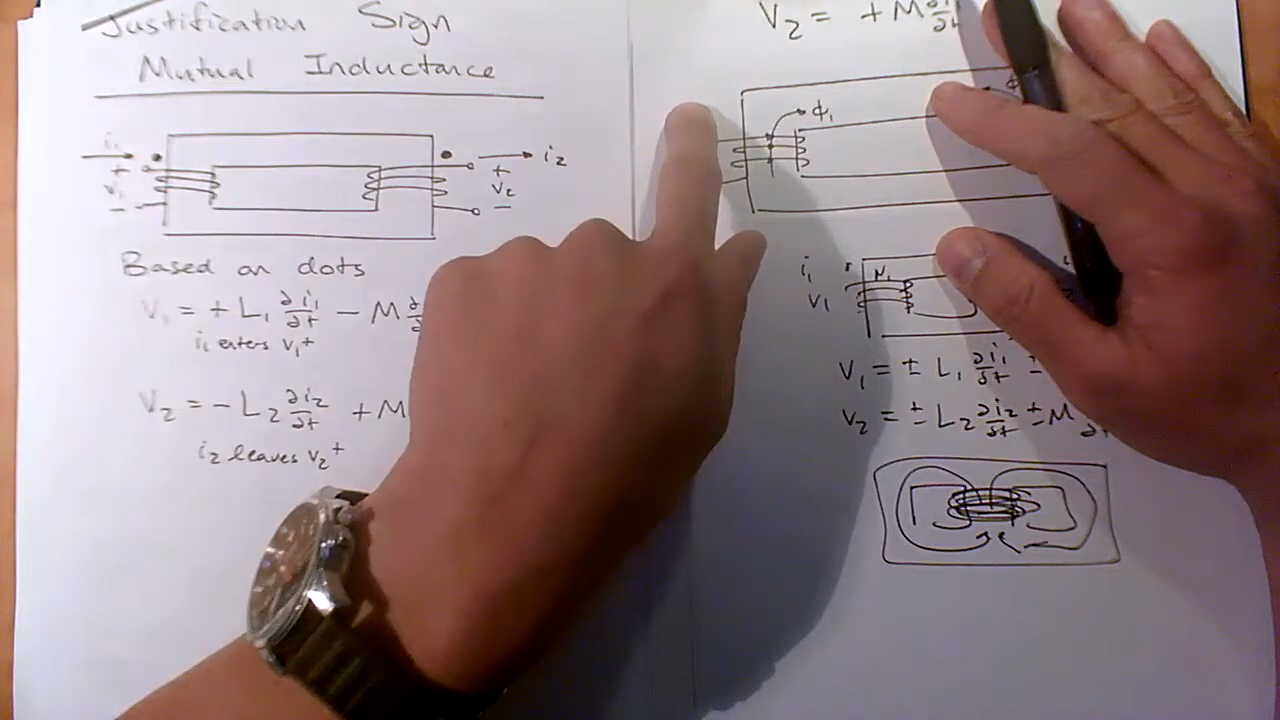 Justification Sign
Mutual Inductance
i₁
i₂
+
V₁
−
+
V₂
−
Based on dots
V₁ = + L₁ ∂i₁/∂t − M ∂
i₁ enters V₁⁺
V₂ = − L₂ ∂i₂/∂t + M
i₂ leaves V₂⁺
V₂ = + M ∂i
ϕ₁
ϕ
i₁ N₁
V₁
V₁ = ± L₁ ∂i₁/∂t ±
V₂ = ± L₂ ∂i₂/∂t ± M